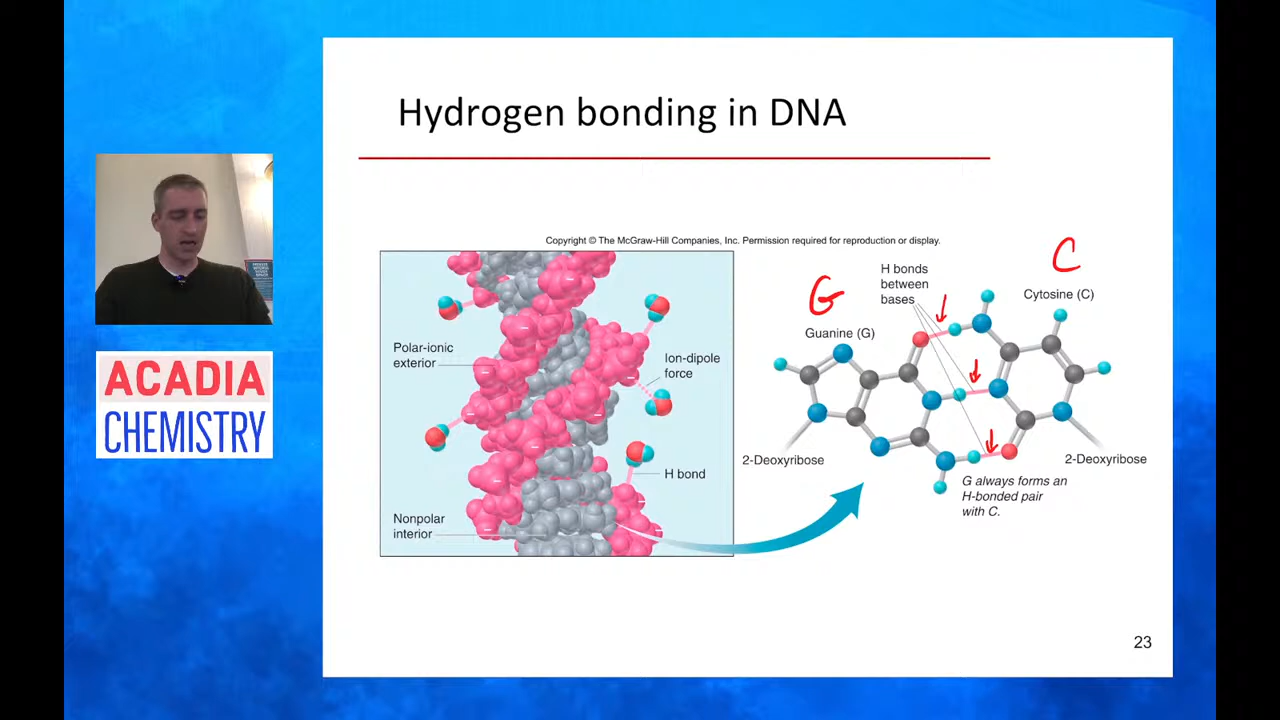 Hydrogen bonding in DNA
Copyright © The McGraw-Hill Companies, Inc. Permission required for reproduction or display.
ACADIA
CHEMISTRY
Polar-ionic
exterior
Ion-dipole
force
H bond
Nonpolar
interior
G
C
H bonds
between
bases
Guanine (G)
Cytosine (C)
2-Deoxyribose
2-Deoxyribose
G always forms an
H-bonded pair
with C.
23